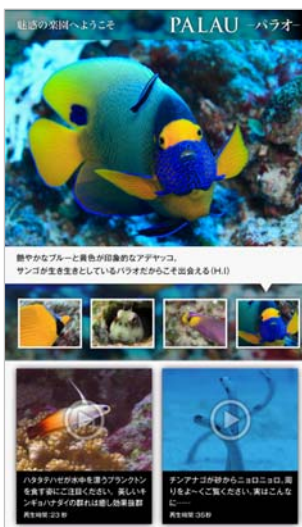 魅惑の楽園へようこそ
PALAU －パラオ－
艶やかなブルーと黄色が印象的なアデヤッコ。
サンゴが生き生きとしているパラオだからこそ出会える(H.I)
ハタタテハゼが水中を漂うプランクトン
を食す姿にご注目ください。美しいキ
ンギョハナダイの群れは癒し効果抜群
再生時間:23秒
チンアナゴが砂からニョロニョロ。周
りをよーくご覧ください。実はこんな
に……
再生時間:35秒